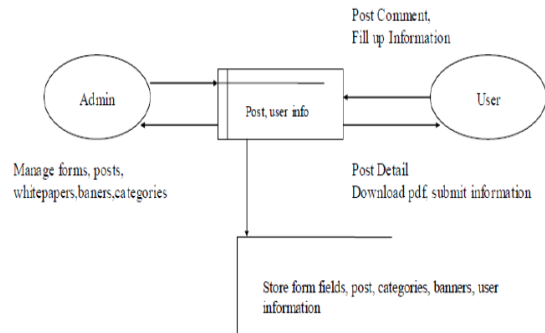 Post Comment,
Fill up Information
Admin
Post, user info
User
Manage forms, posts,
whitepapers,baners,categories
Post Detail
Download pdf, submit information
Store form fields, post, categories, banners, user
information